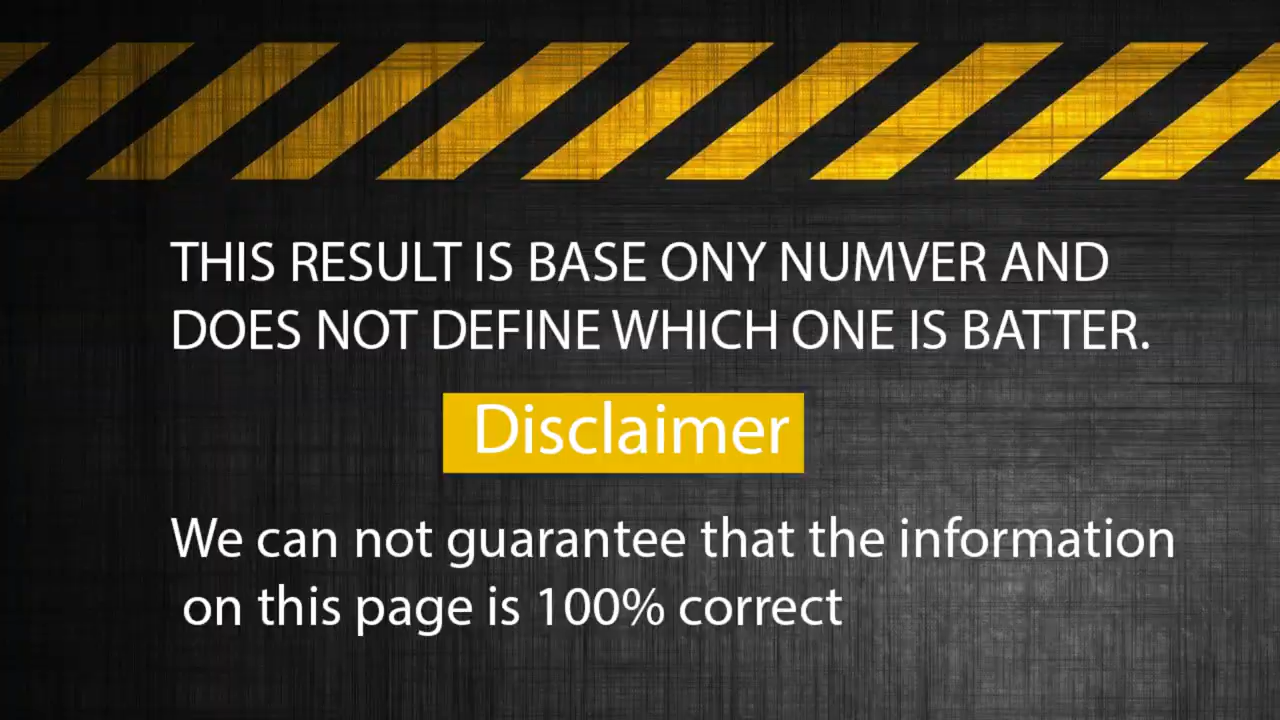 THIS RESULT IS BASE ONY NUMVER AND
DOES NOT DEFINE WHICH ONE IS BATTER.
Disclaimer
We can not guarantee that the information
on this page is 100% correct